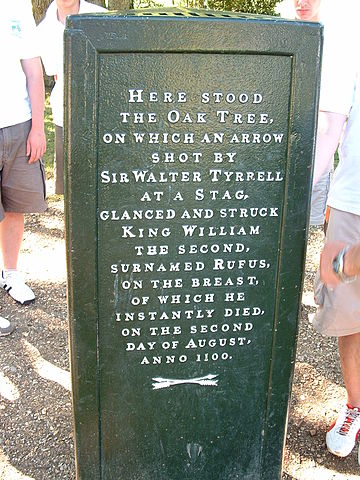 HERE STOOD
THE OAK TREE,
ON WHICH AN ARROW
SHOT BY
SIR WALTER TYRRELL
AT A STAG,
GLANCED AND STRUCK
KING WILLIAM
THE SECOND,
SURNAMED RUFUS,
ON THE BREAST,
OF WHICH HE
INSTANTLY DIED,
ON THE SECOND
DAY OF AUGUST,
ANNO 1100.